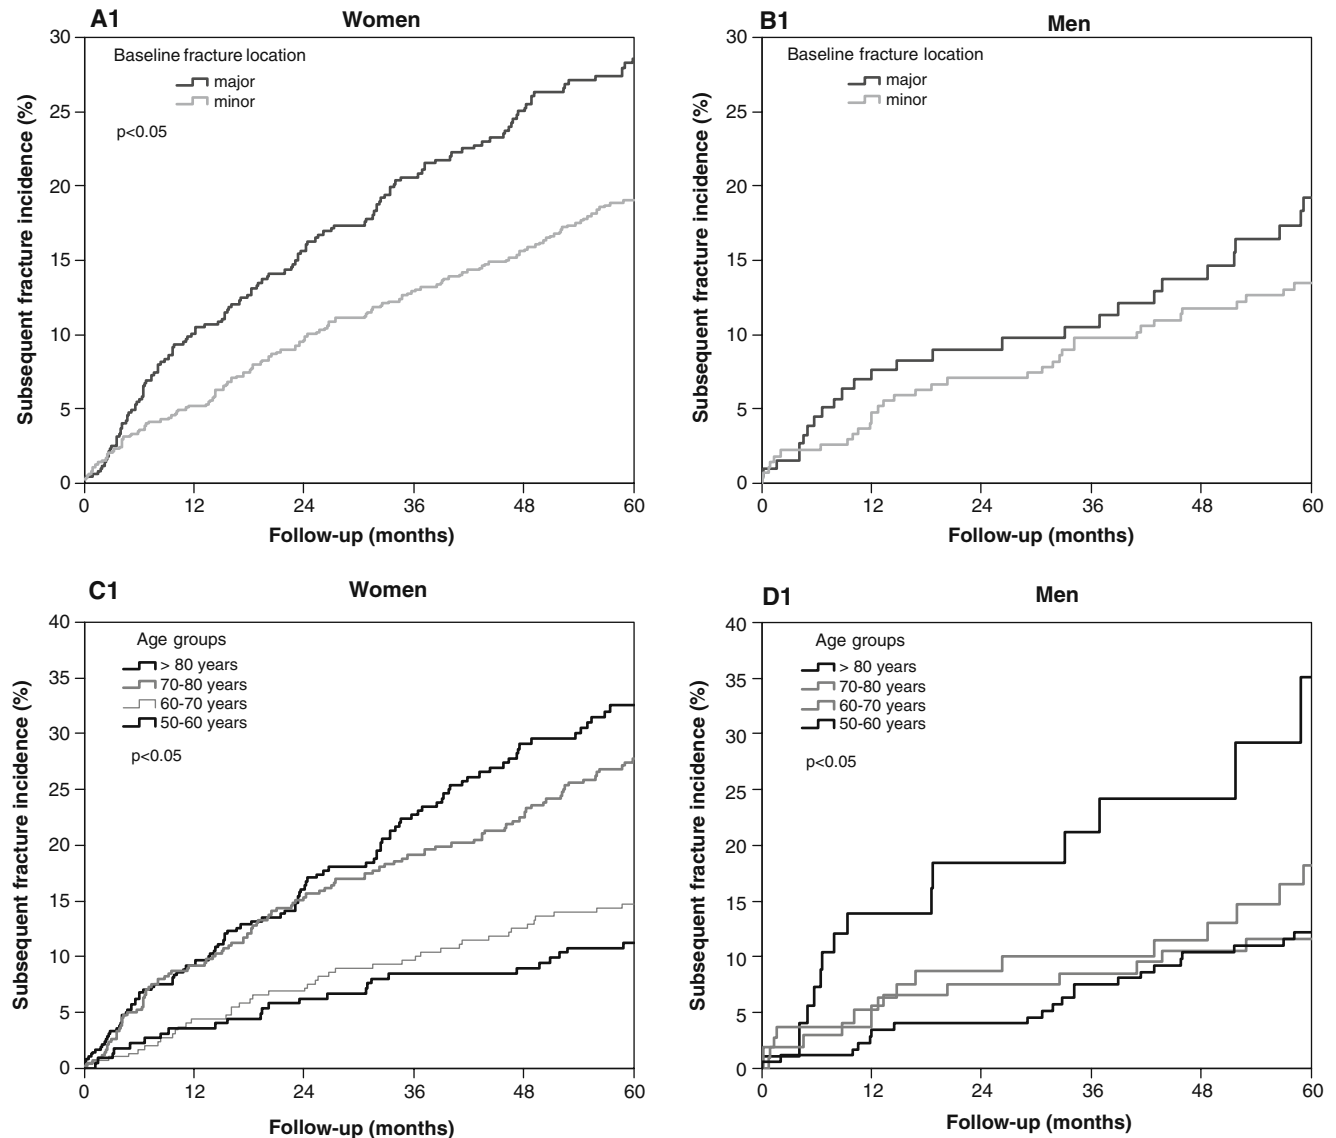 A1
Women
Subsequent fracture incidence (%)
30
25
20
15
10
5
0
Baseline fracture location
major
minor
p<0.05
0 12 24 36 48 60
Follow-up (months)
B1
Men
Subsequent fracture incidence (%)
30
25
20
15
10
5
0
Baseline fracture location
major
minor
0 12 24 36 48 60
Follow-up (months)
C1
Women
Subsequent fracture incidence (%)
40
35
30
25
20
15
10
5
0
Age groups
> 80 years
70-80 years
60-70 years
50-60 years
p<0.05
0 12 24 36 48 60
Follow-up (months)
D1
Men
Subsequent fracture incidence (%)
40
35
30
25
20
15
10
5
0
Age groups
> 80 years
70-80 years
60-70 years
50-60 years
p<0.05
0 12 24 36 48 60
Follow-up (months)